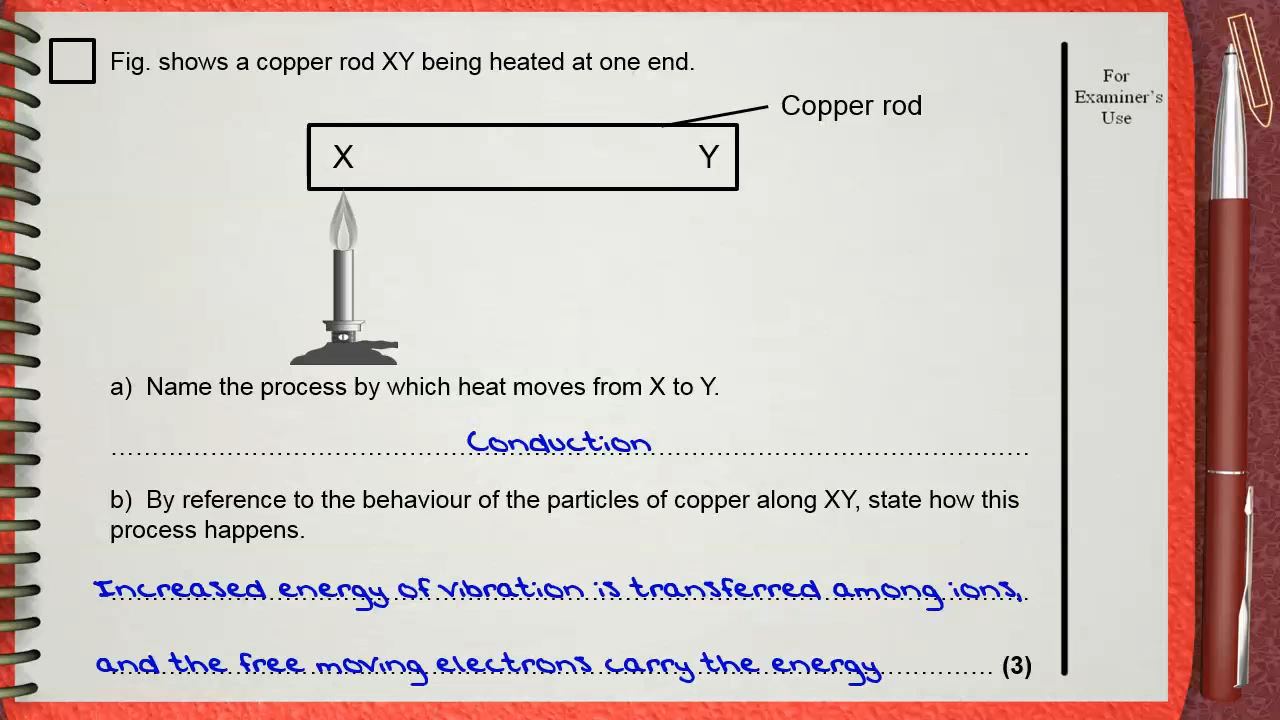 Fig. shows a copper rod XY being heated at one end.
For
Examiner's
Use
Copper rod
X Y
a) Name the process by which heat moves from X to Y.
Conduction
b) By reference to the behaviour of the particles of copper along XY, state how this
process happens.
Increased energy of vibration is transferred among ions,
and the free moving electrons carry the energy
(3)